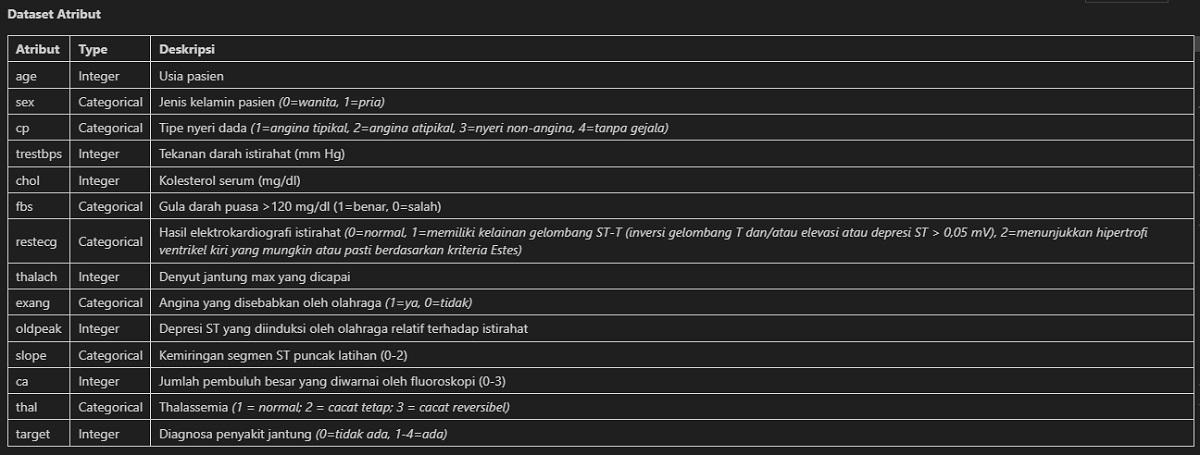 Dataset Atribut
Atribut Type Deskripsi
age Integer Usia pasien
sex Categorical Jenis kelamin pasien (0=wanita, 1=pria)
cp Categorical Tipe nyeri dada (1=angina tipikal, 2=angina atipikal, 3=nyeri non-angina, 4=tanpa gejala)
trestbps Integer Tekanan darah istirahat (mm Hg)
chol Integer Kolesterol serum (mg/dl)
fbs Categorical Gula darah puasa >120 mg/dl (1=benar, 0=salah)
restecg Categorical Hasil elektrokardiografi istirahat (0=normal, 1=memiliki kelainan gelombang ST-T (inversi gelombang T dan/atau elevasi atau depresi ST > 0,05 mV), 2=menunjukkan hipertrofi
ventrikel kiri yang mungkin atau pasti berdasarkan kriteria Estes)
thalach Integer Denyut jantung max yang dicapai
exang Categorical Angina yang disebabkan oleh olahraga (1=ya, 0=tidak)
oldpeak Integer Depresi ST yang diinduksi oleh olahraga relatif terhadap istirahat
slope Categorical Kemiringan segmen ST puncak latihan (0-2)
ca Integer Jumlah pembuluh besar yang diwarnai oleh fluoroskopi (0-3)
thal Categorical Thalassemia (1 = normal; 2 = cacat tetap; 3 = cacat reversibel)
target Integer Diagnosa penyakit jantung (0=tidak ada, 1-4=ada)